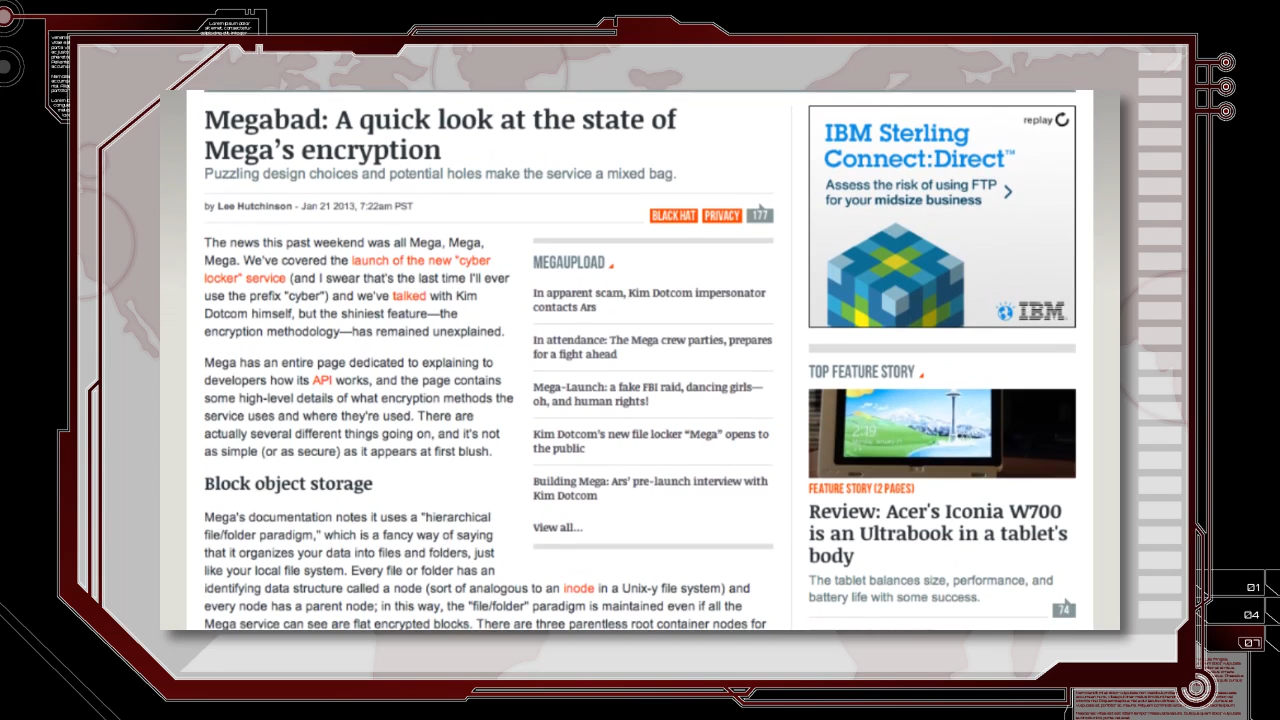 Lorem ipsum dolor
sit amet, consectetur
adipiscing elit,
Megabad: A quick look at the state of
Mega's encryption
Puzzling design choices and potential holes make the service a mixed bag.
by Lee Hutchinson - Jan 21 2013, 7:22am PST
BLACK HAT PRIVACY 177
The news this past weekend was all Mega, Mega,
Mega. We've covered the launch of the new "cyber
locker" service (and I swear that's the last time I'll ever
use the prefix "cyber") and we've talked with Kim
Dotcom himself, but the shiniest feature—the
encryption methodology—has remained unexplained.
Mega has an entire page dedicated to explaining to
developers how its API works, and the page contains
some high-level details of what encryption methods the
service uses and where they're used. There are
actually several different things going on, and it's not
as simple (or as secure) as it appears at first blush.
Block object storage
Mega's documentation notes it uses a "hierarchical
file/folder paradigm," which is a fancy way of saying
that it organizes your data into files and folders, just
like your local file system. Every file or folder has an
identifying data structure called a node (sort of analogous to an inode in a Unix-y file system) and
every node has a parent node; in this way, the "file/folder" paradigm is maintained even if all the
Mega service can see are flat encrypted blocks. There are three parentless root container nodes for
MEGAUPLOAD
In apparent scam, Kim Dotcom impersonator
contacts Ars
In attendance: The Mega crew parties, prepares
for a fight ahead
Mega-Launch: a fake FBI raid, dancing girls—
oh, and human rights!
Kim Dotcom's new file locker “Mega” opens to
the public
Building Mega: Ars' pre-launch interview with
Kim Dotcom
View all...
replay
IBM Sterling
Connect:Direct™
Assess the risk of using FTP
for your midsize business
IBM
TOP FEATURE STORY
2:19
FEATURE STORY (2 PAGES)
Review: Acer's Iconia W700
is an Ultrabook in a tablet's
body
The tablet balances size, performance, and
battery life with some success.
74
01
04
07